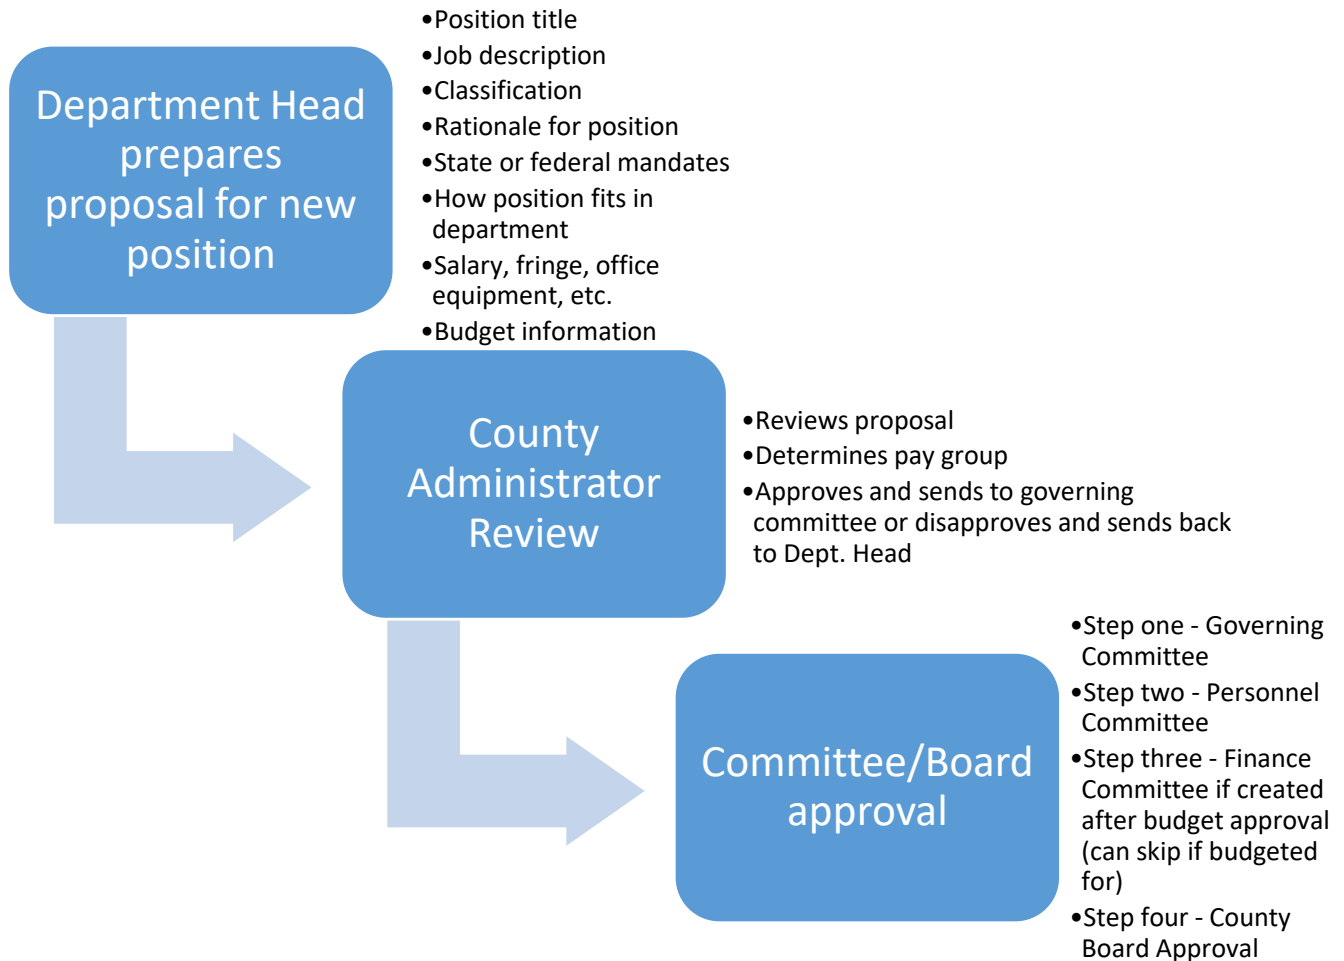 Department Head
prepares
proposal for new
position
•Position title
•Job description
•Classification
•Rationale for position
•State or federal mandates
•How position fits in
department
•Salary, fringe, office
equipment, etc.
•Budget information
County
Administrator
Review
•Reviews proposal
•Determines pay group
•Approves and sends to governing
committee or disapproves and sends back
to Dept. Head
Committee/Board
approval
•Step one - Governing
Committee
•Step two - Personnel
Committee
•Step three - Finance
Committee if created
after budget approval
(can skip if budgeted
for)
•Step four - County
Board Approval